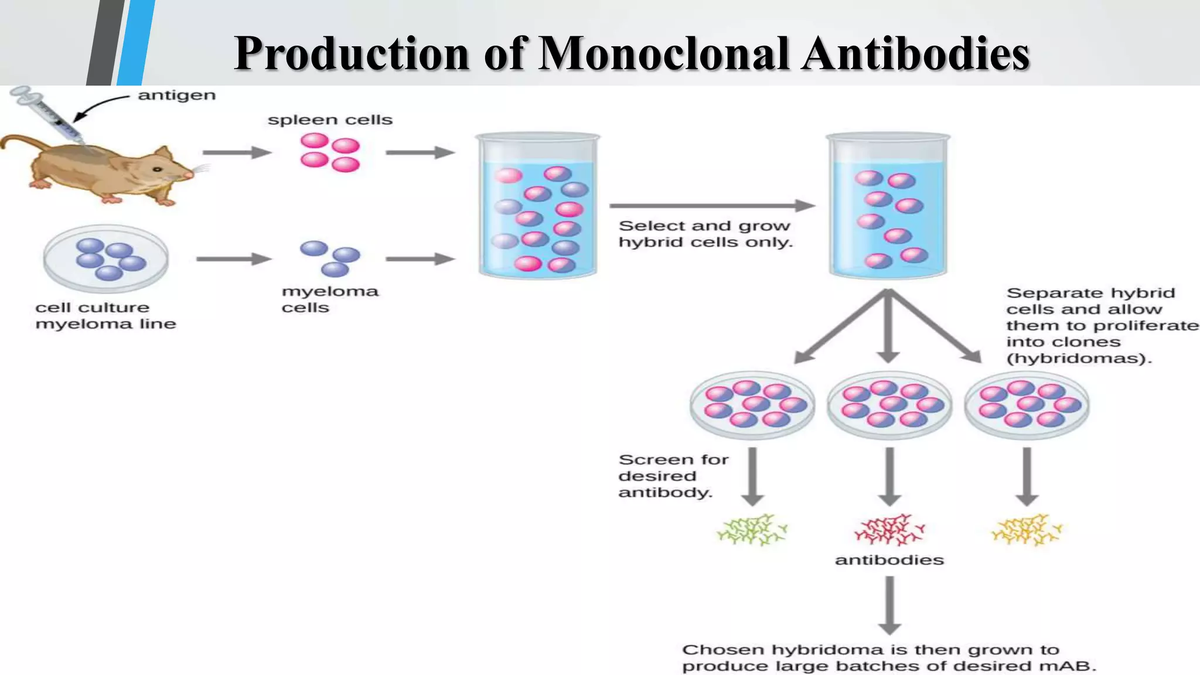 Production of Monoclonal Antibodies
antigen
spleen cells
cell culture
myeloma line
myeloma
cells
Select and grow
hybrid cells only.
Separate hybrid
cells and allow
them to proliferate
into clones
(hybridomas).
Screen for
desired
antibody.
antibodies
Chosen hybridoma is then grown to
produce large batches of desired mAB.